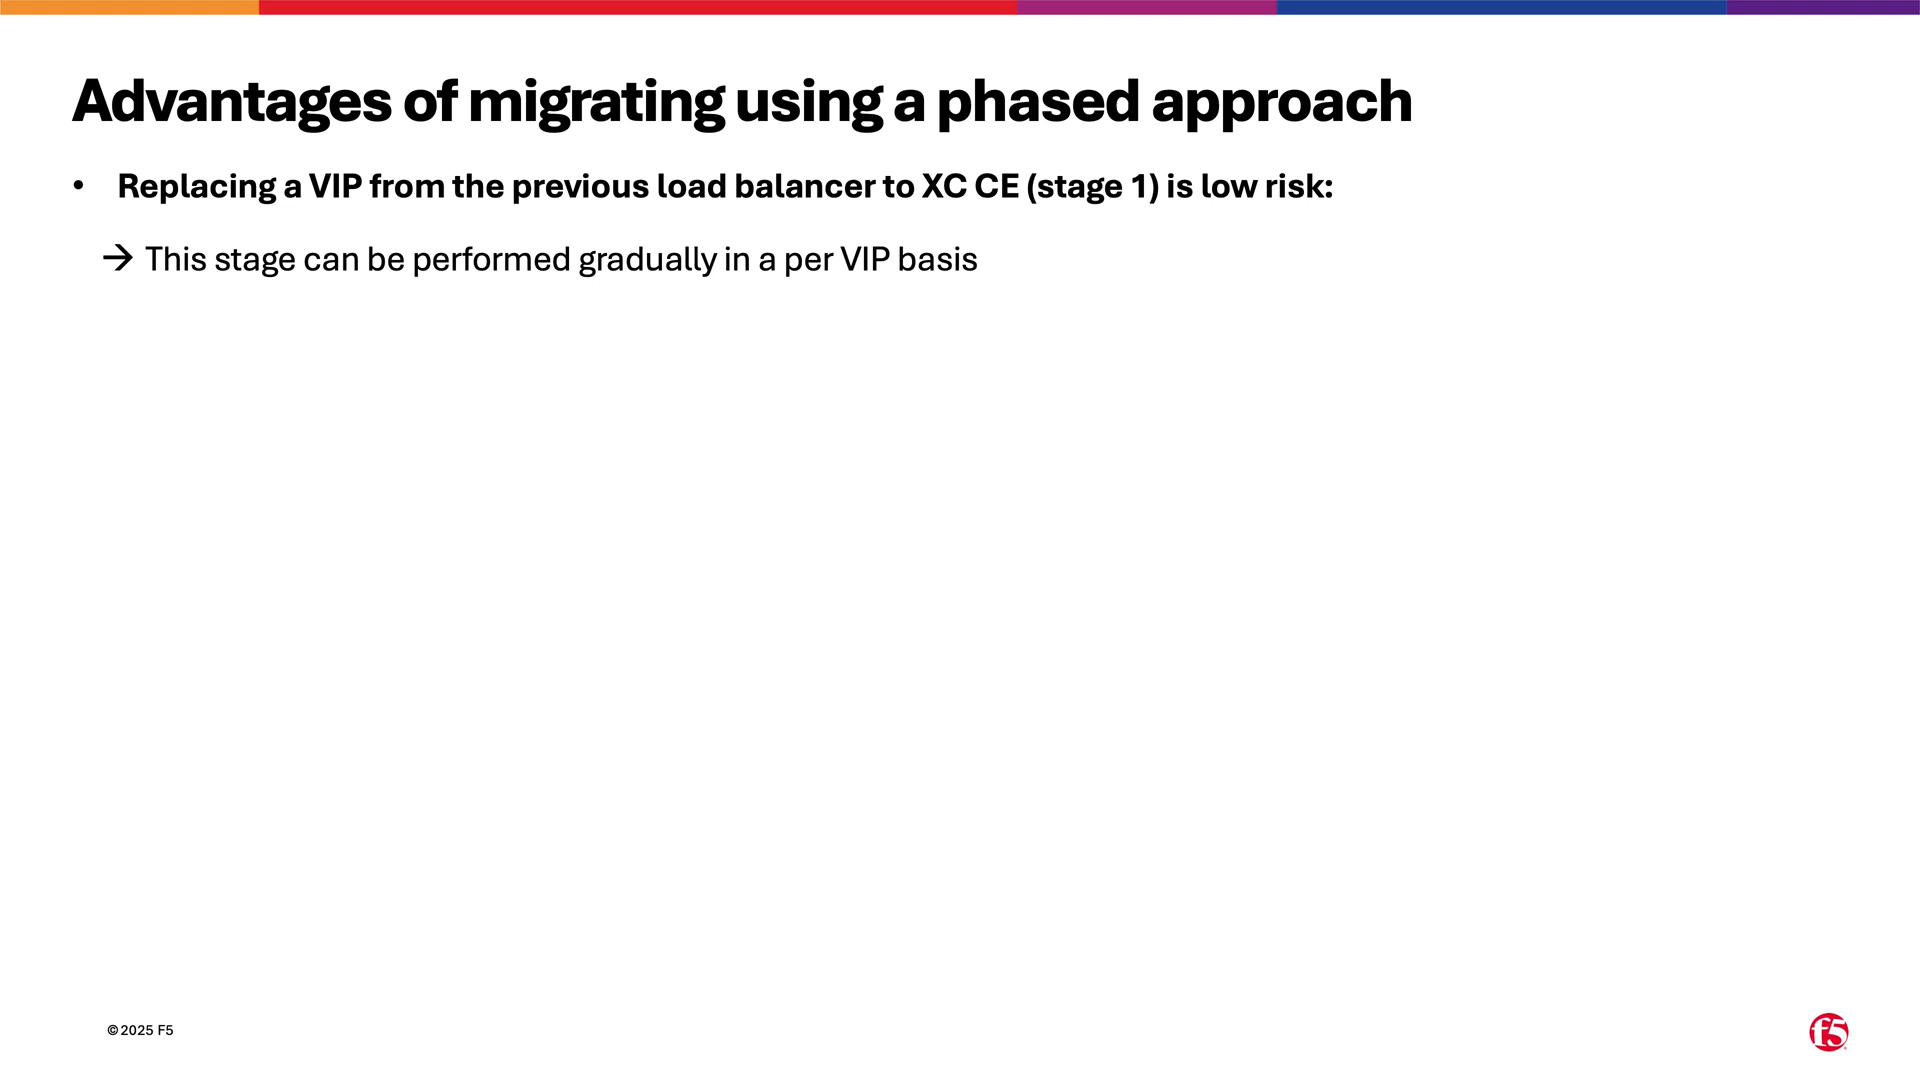 Advantages of migrating using a phased approach
• Replacing a VIP from the previous load balancer to XC CE (stage 1) is low risk:
→ This stage can be performed gradually in a per VIP basis
©2025 F5
f5